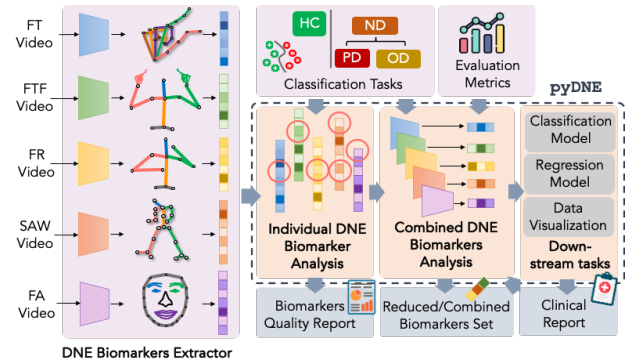 FT
Video
FTF
Video
FR
Video
SAW
Video
FA
Video
DNE Biomarkers Extractor
HC
ND
PD
OD
Classification Tasks
Evaluation
Metrics
pyDNE
Individual DNE
Biomarker
Analysis
Combined DNE
Biomarkers
Analysis
Classification
Model
Regression
Model
Data
Visualization
Down-
stream tasks
Biomarkers
Quality Report
Reduced/Combined
Biomarkers Set
Clinical
Report